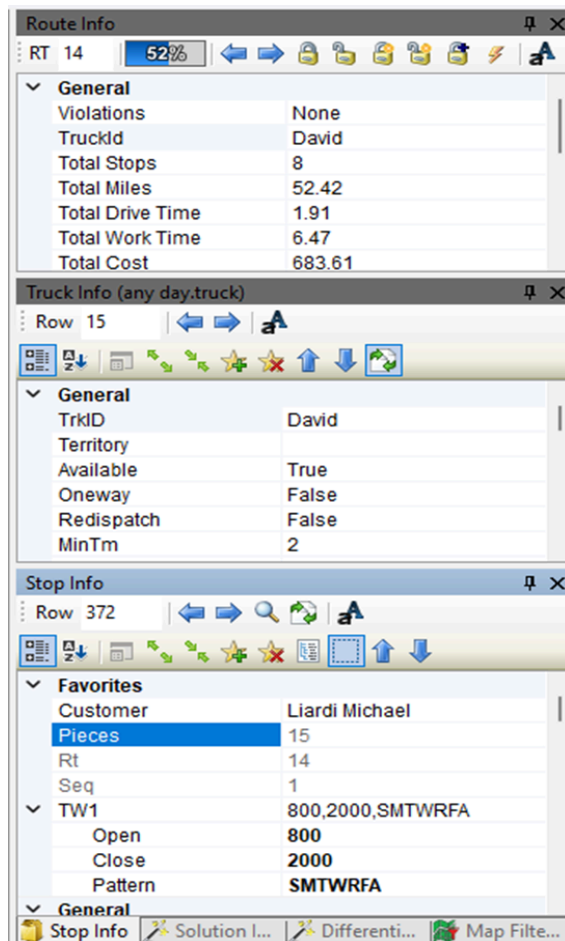 Route Info
RT 14 52%
General
Violations None
TruckId David
Total Stops 8
Total Miles 52.42
Total Drive Time 1.91
Total Work Time 6.47
Total Cost 683.61
Truck Info (any day.truck)
Row 15
General
TrkID David
Territory
Available True
Oneway False
Redispatch False
MinTm 2
Stop Info
Row 372
Favorites
Customer Liardi Michael
Pieces 15
Rt 14
Seq 1
TW1 800,2000,SMTWRFA
Open 800
Close 2000
Pattern SMTWRFA
General
Stop Info Solution I... Differenti... Map Filte...